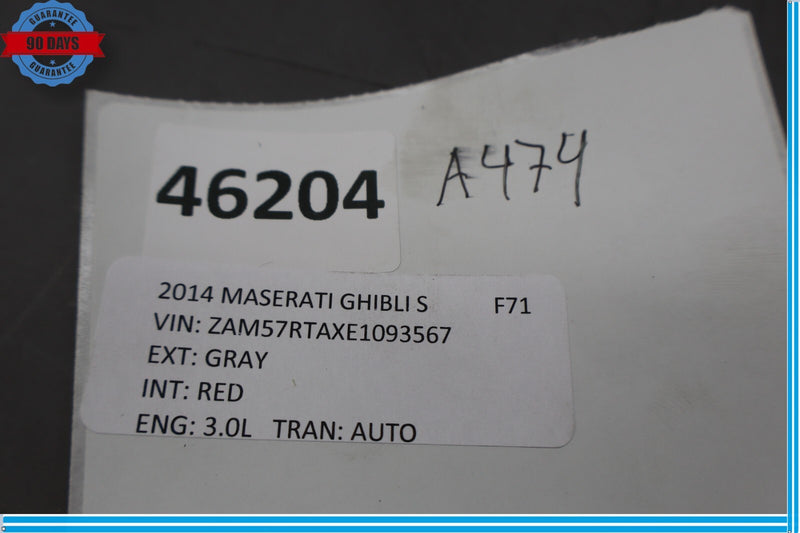 GUARANTEE
90 DAYS
GUARANTEE
46204
A474
2014 MASERATI GHIBLI S F71
VIN: ZAM57RTAXE1093567
EXT: GRAY
INT: RED
ENG: 3.0L TRAN: AUTO